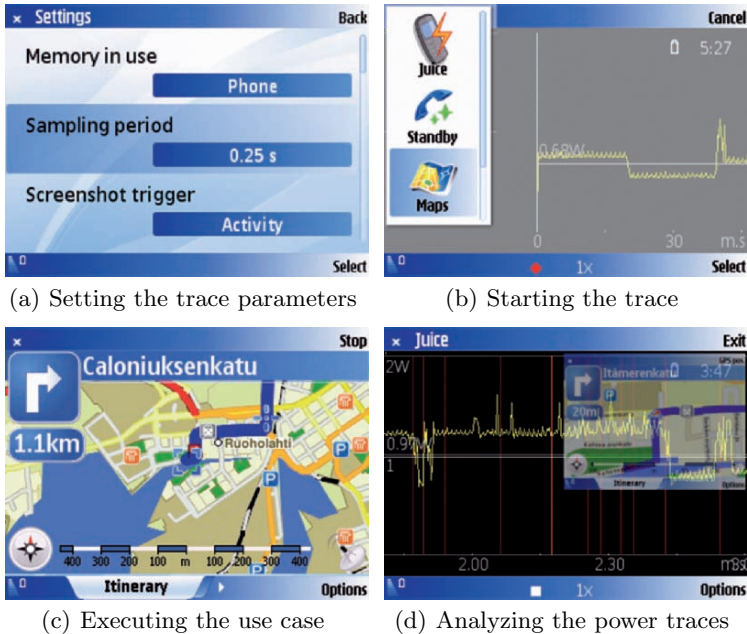 × Settings
Back
Memory in use
Phone
Sampling period
0.25 s
Screenshot trigger
Activity
Select
(a) Setting the trace parameters
Cancel
Juice
Standby
Maps
5:27
0.68W
0
30
m.s
1x
Select
(b) Starting the trace
×
Stop
Caloniuksenkatu
1.1km
Ruoholahti
P
P
P
400 300 200 100 m 100 200 300 400
Itinerary
Options
(c) Executing the use case
× Juice
Exit
2W
GPS pos.
Itämerenkatu
3:47
20m
0.97W
1
Itinerary
Options
2.00
2.30
1x
Options
(d) Analyzing the power traces